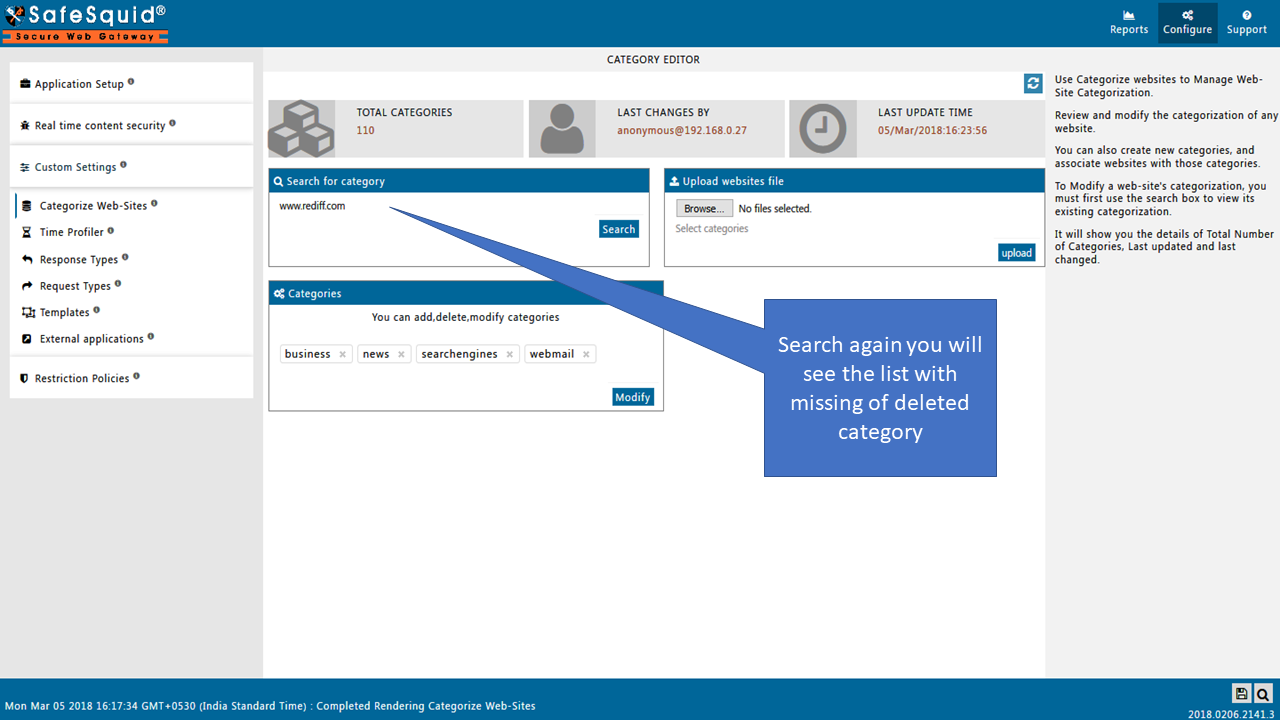 SafeSquid®
Secure Web Gateway
Reports
Configure
Support
Application Setup
Real time content security
Custom Settings
Categorize Web-Sites
Time Profiler
Response Types
Request Types
Templates
External applications
Restriction Policies
CATEGORY EDITOR
TOTAL CATEGORIES
110
LAST CHANGES BY
anonymous@192.168.0.27
LAST UPDATE TIME
05/Mar/2018:16:23:56
Search for category
www.rediff.com
Search
Upload websites file
Browse... No files selected.
Select categories
upload
Categories
You can add,delete,modify categories
business × news × searchengines × webmail ×
Modify
Search again you will
see the list with
missing of deleted
category
Use Categorize websites to Manage Web-
Site Categorization.
Review and modify the categorization of any
website.
You can also create new categories, and
associate websites with those categories.
To Modify a web-site's categorization, you
must first use the search box to view its
existing categorization.
It will show you the details of Total Number
of Categories, Last updated and last
changed.
Mon Mar 05 2018 16:17:34 GMT+0530 (India Standard Time) : Completed Rendering Categorize Web-Sites
2018.0206.2141.3